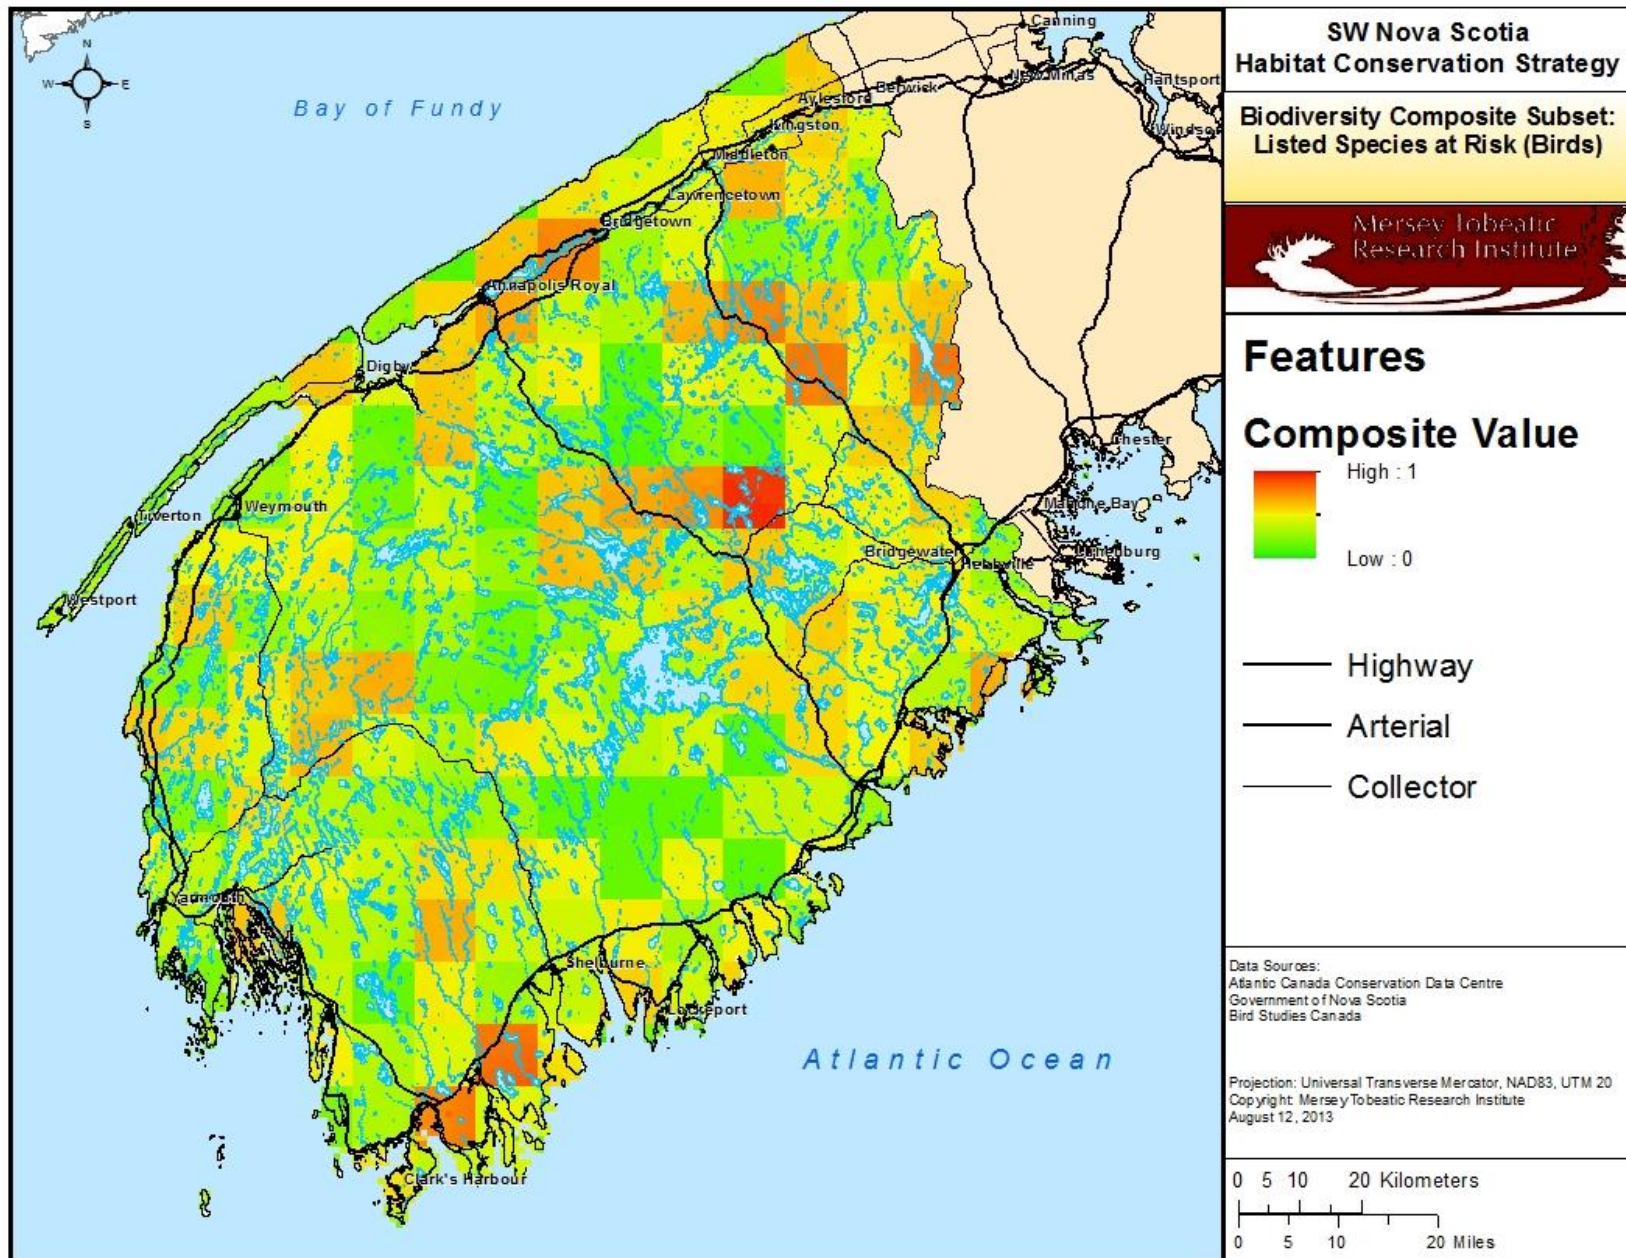 N
W
E
S
Bay of Fundy
Canning
New Minas
Hantsport
Berwick
Aylesford
Kingston
Windsor
Middleton
Lawrencetown
Bridgetown
Annapolis Royal
Digby
Chester
Weymouth
Tiverton
Mahone Bay
Bridgewater
Lunenburg
Hebbville
Westport
Yarmouth
Shelburne
Lockeport
Atlantic Ocean
Clark's Harbour
SW Nova Scotia
Habitat Conservation Strategy
Biodiversity Composite Subset:
Listed Species at Risk (Birds)
Mersey Tobeatic
Research Institute
Features
Composite Value
High : 1
Low : 0
Highway
Arterial
Collector
Data Sources:
Atlantic Canada Conservation Data Centre
Government of Nova Scotia
Bird Studies Canada
Projection: Universal Transverse Mercator, NAD83, UTM 20
Copyright: Mersey Tobeatic Research Institute
August 12, 2013
0 5 10 20 Kilometers
0 5 10 20 Miles